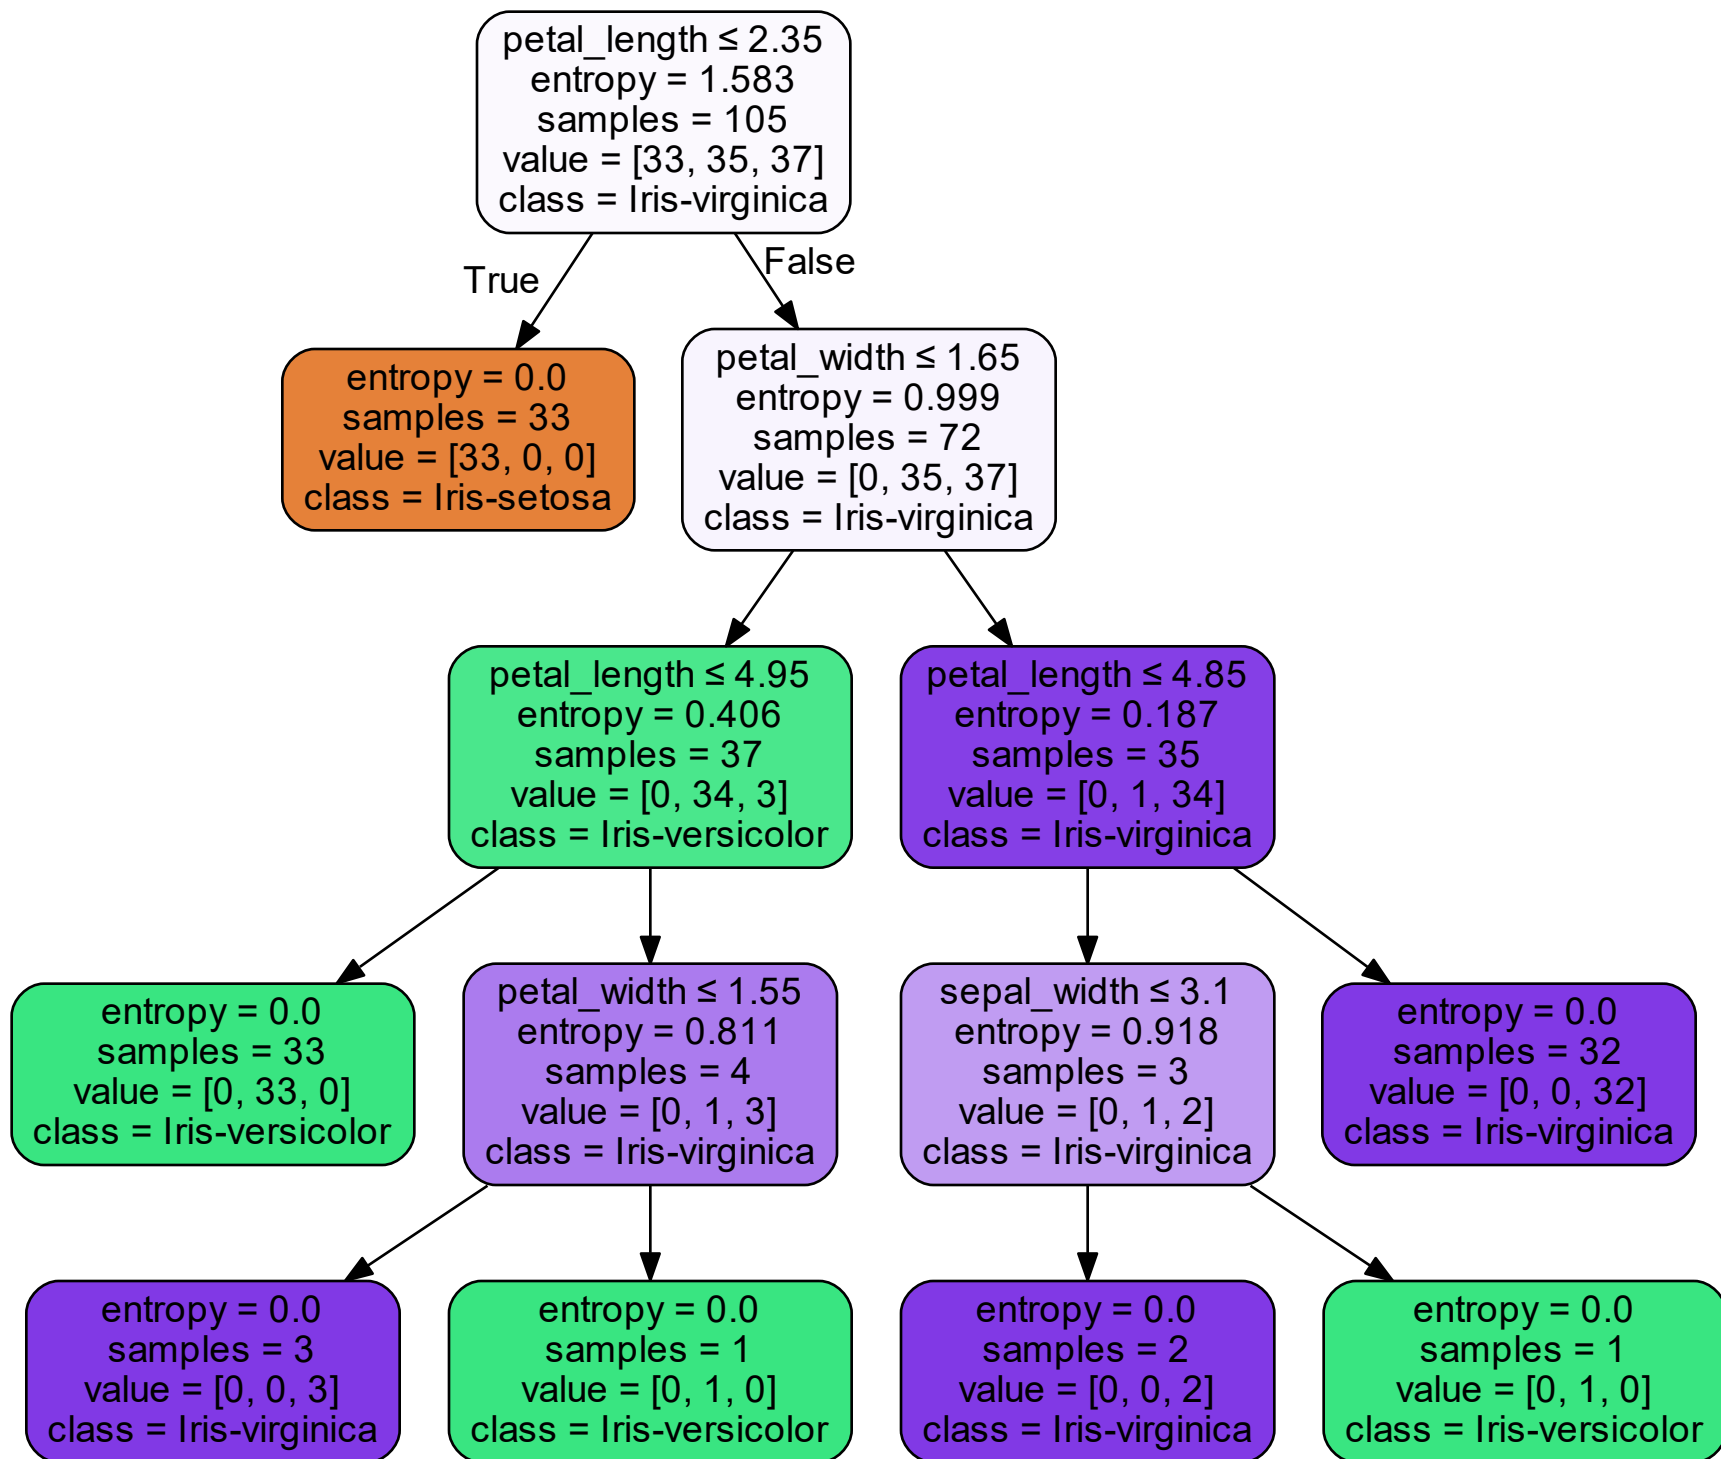 petal_length ≤ 2.35
entropy = 1.583
samples = 105
value = [33, 35, 37]
class = Iris-virginica
True
False
entropy = 0.0
samples = 33
value = [33, 0, 0]
class = Iris-setosa
petal_width ≤ 1.65
entropy = 0.999
samples = 72
value = [0, 35, 37]
class = Iris-virginica
petal_length ≤ 4.95
entropy = 0.406
samples = 37
value = [0, 34, 3]
class = Iris-versicolor
petal_length ≤ 4.85
entropy = 0.187
samples = 35
value = [0, 1, 34]
class = Iris-virginica
entropy = 0.0
samples = 33
value = [0, 33, 0]
class = Iris-versicolor
petal_width ≤ 1.55
entropy = 0.811
samples = 4
value = [0, 1, 3]
class = Iris-virginica
sepal_width ≤ 3.1
entropy = 0.918
samples = 3
value = [0, 1, 2]
class = Iris-virginica
entropy = 0.0
samples = 32
value = [0, 0, 32]
class = Iris-virginica
entropy = 0.0
samples = 3
value = [0, 0, 3]
class = Iris-virginica
entropy = 0.0
samples = 1
value = [0, 1, 0]
class = Iris-versicolor
entropy = 0.0
samples = 2
value = [0, 0, 2]
class = Iris-virginica
entropy = 0.0
samples = 1
value = [0, 1, 0]
class = Iris-versicolor